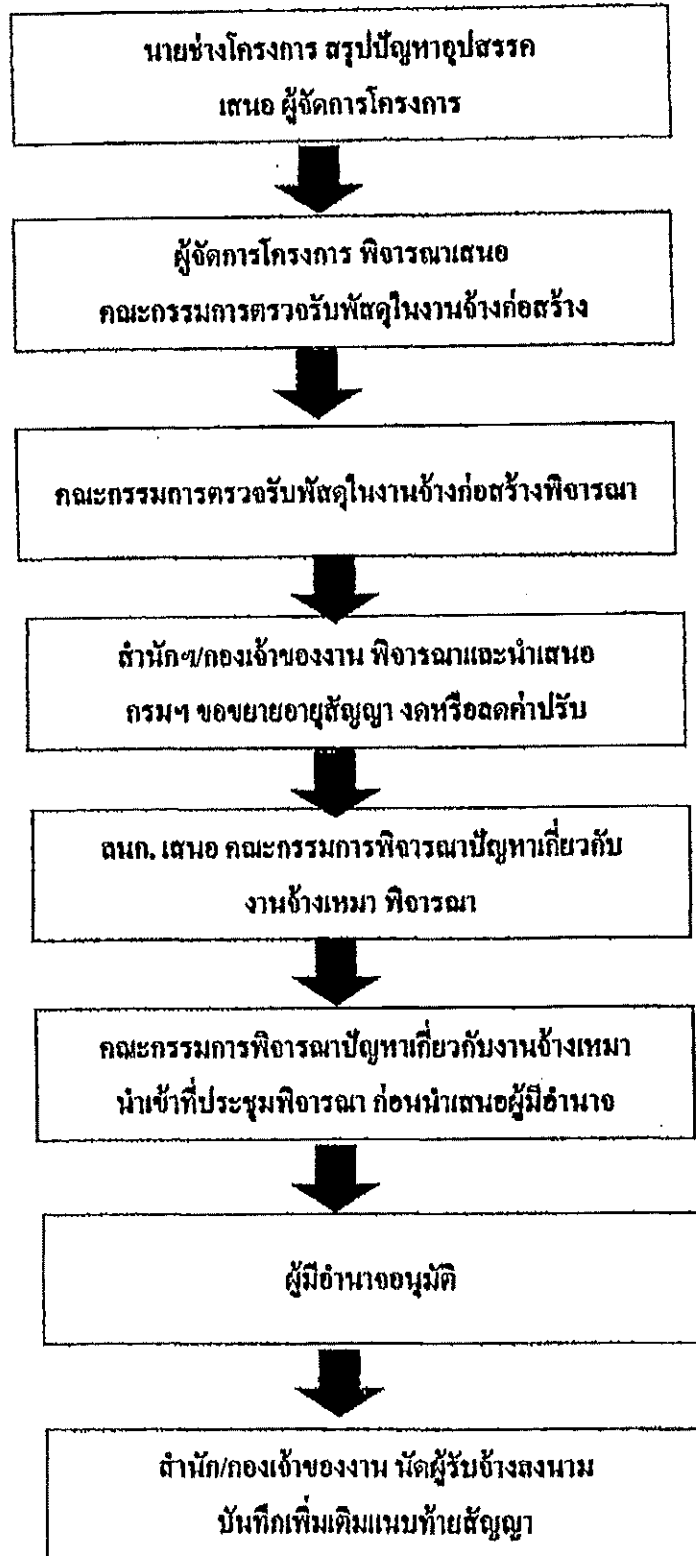 นายช่างโครงการ สรุปปัญหาอุปสรรค
เสนอ ผู้จัดการโครงการ
ผู้จัดการโครงการ พิจารณาเสนอ
คณะกรรมการตรวจรับพัสดุในงานจ้างก่อสร้าง
คณะกรรมการตรวจรับพัสดุในงานจ้างก่อสร้างพิจารณา
สำนักฯ/กองเจ้าของงาน พิจารณาและนำเสนอ
กรมฯ ขอขยายอายุสัญญา งดหรือลดค่าปรับ
ลนก. เสนอ คณะกรรมการพิจารณาปัญหาเกี่ยวกับ
งานจ้างเหมา พิจารณา
คณะกรรมการพิจารณาปัญหาเกี่ยวกับงานจ้างเหมา
นำเข้าที่ประชุมพิจารณา ก่อนนำเสนอผู้มีอำนาจ
ผู้มีอำนาจอนุมัติ
สำนัก/กองเจ้าของงาน นัดผู้รับจ้างลงนาม
บันทึกเพิ่มเติมแนบท้ายสัญญา